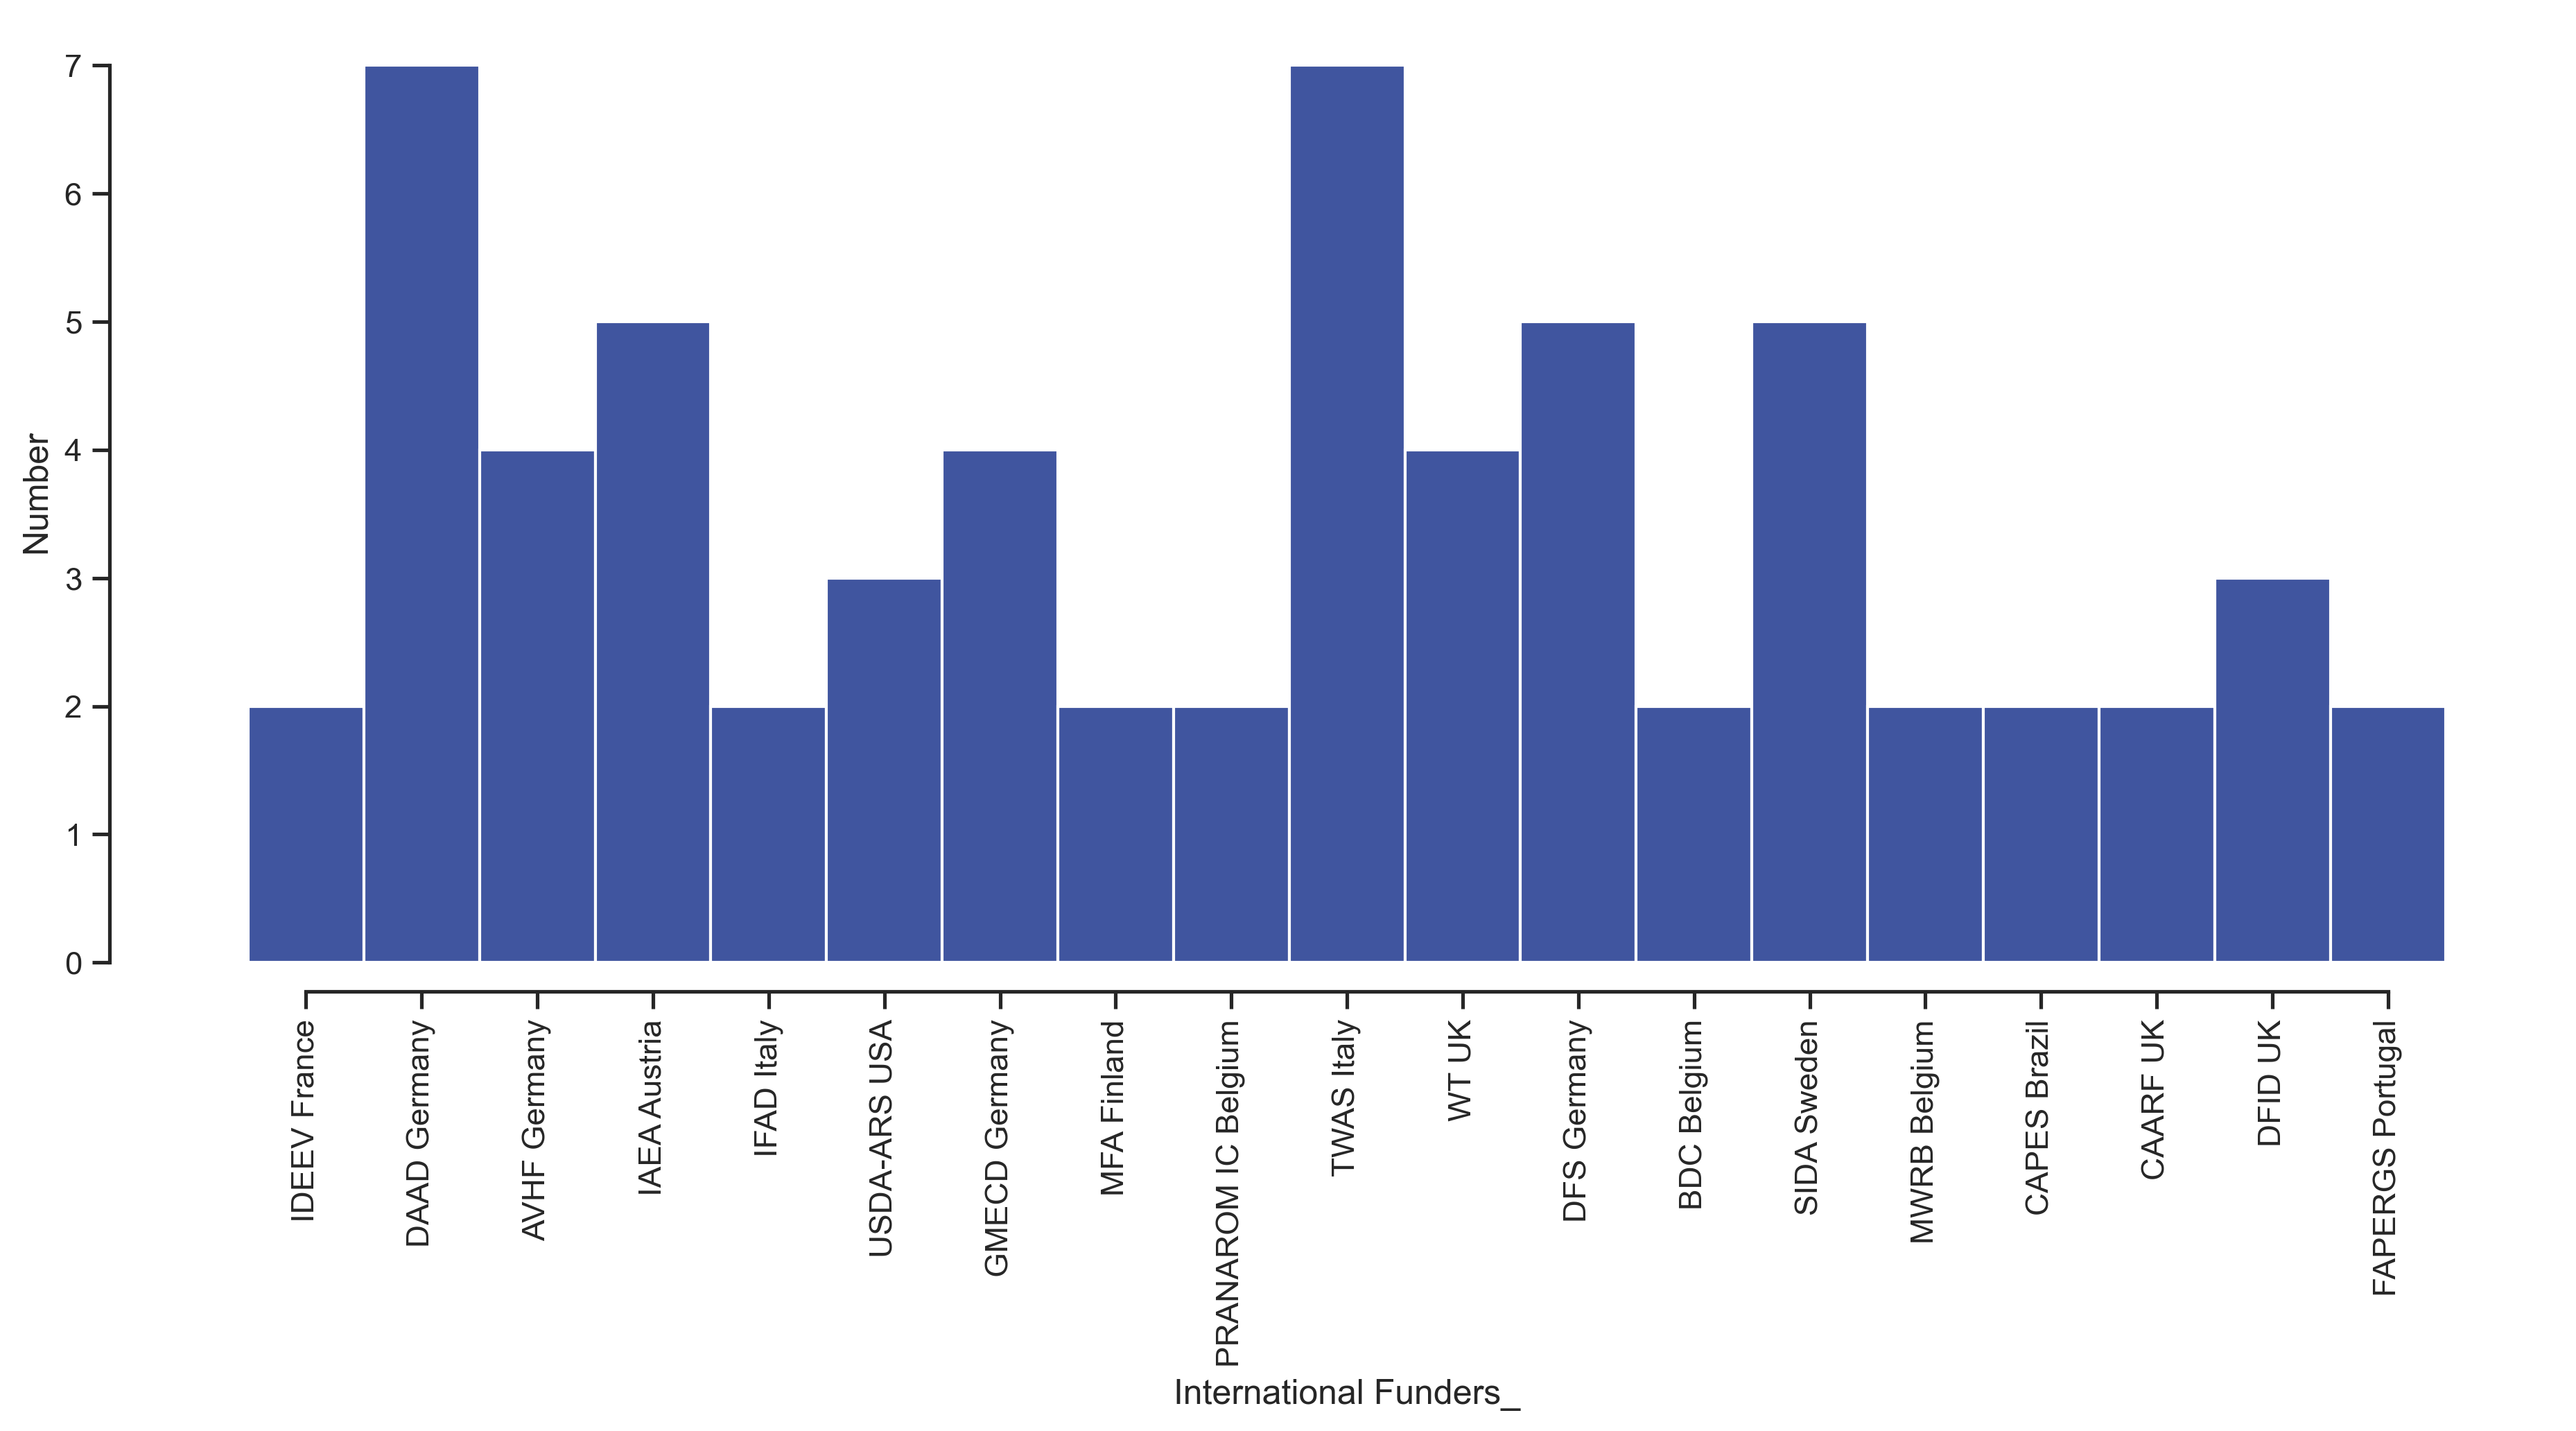 7
6
5
4
3
2
1
0
Number
IDEEV France
DAAD Germany
AVHF Germany
IAEA Austria
IFAD Italy
USDA-ARS USA
GMECD Germany
MFA Finland
PRANAROM IC Belgium
TWAS Italy
WT UK
DFS Germany
BDC Belgium
SIDA Sweden
MWRB Belgium
CAPES Brazil
CAARF UK
DFID UK
FAPERGS Portugal
International Funders_